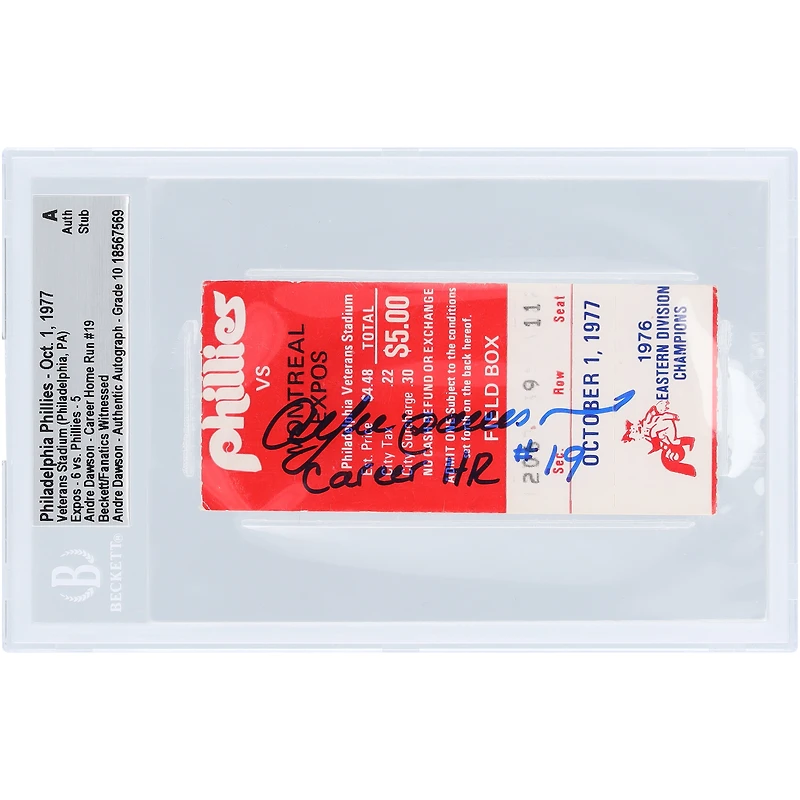 Philadelphia Phillies - Oct. 1, 1977
Veterans Stadium (Philadelphia, PA)
Expos - 6 vs. Phillies - 5
Andre Dawson - Career Home Run #19
Beckett/Fanatics Witnessed
Andre Dawson - Authentic Autograph - Grade 10 18567569
A
Auth
Stub
B
BECKETT
phillies
VS
MONTREAL
EXPOS
Philadelphia Veterans Stadium
Est. Price $4.48 TOTAL
City Tax .22 $5.00
City Surcharge .30
NO CASH REFUND OR EXCHANGE
ADMIT ONE Subject to the conditions
set forth on the back hereof.
FIELD BOX
19 11
Sec. Row Seat
OCTOBER 1, 1977
1976
EASTERN DIVISION
CHAMPIONS
Andre Dawson
Career HR #19